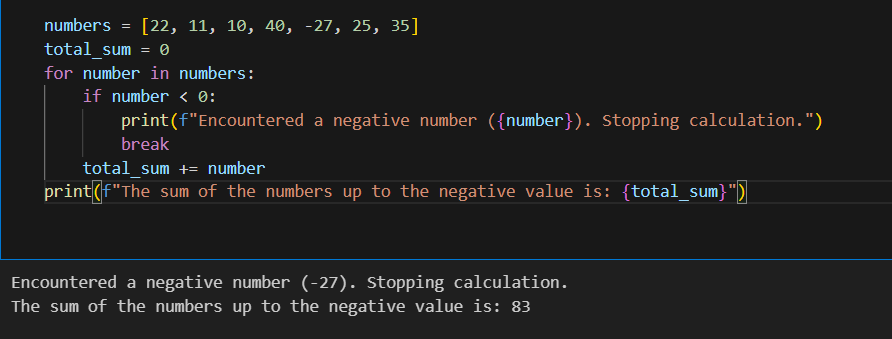 numbers = [22, 11, 10, 40, -27, 25, 35]
total_sum = 0
for number in numbers:
    if number < 0:
        print(f"Encountered a negative number ({number}). Stopping calculation.")
        break
    total_sum += number
print(f"The sum of the numbers up to the negative value is: {total_sum}")
Encountered a negative number (-27). Stopping calculation.
The sum of the numbers up to the negative value is: 83